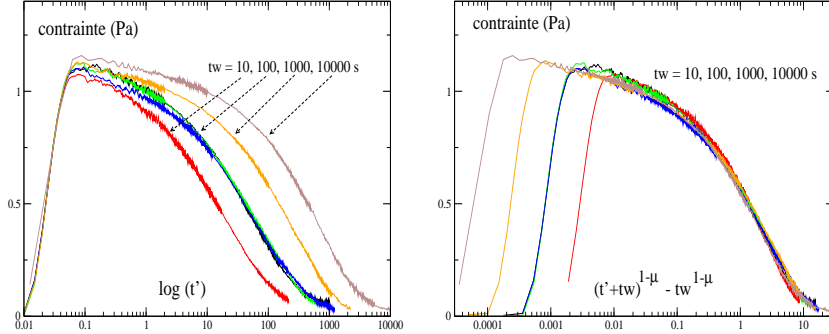 contrainte (Pa)
tw = 10, 100, 1000, 10000 s
1
0.5
0
0.01 0.1 1 10 100 1000 10000
log (t')
contrainte (Pa)
tw = 10, 100, 1000, 10000 s
1
0.5
0
0.0001 0.001 0.01 0.1 1 10
(t'+tw)^1-μ - tw^1-μ